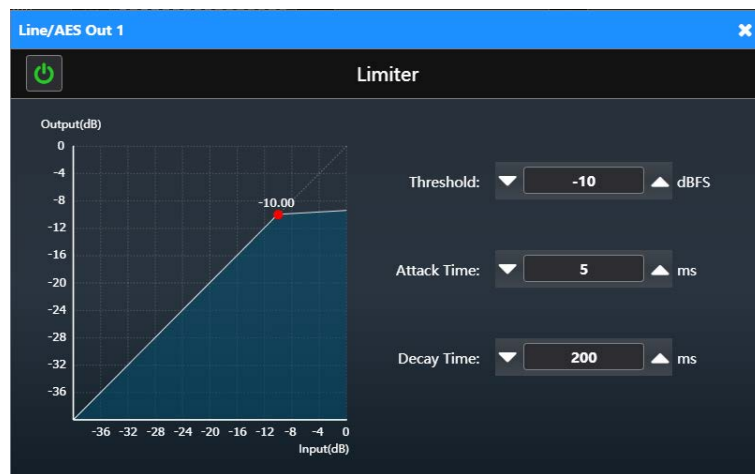 Line/AES Out 1
Limiter
Output(dB)
0
-4
-8
-12
-16
-20
-24
-28
-32
-36
-10.00
-36 -32 -28 -24 -20 -16 -12 -8 -4 0
Input(dB)
Threshold: -10 dBFS
Attack Time: 5 ms
Decay Time: 200 ms